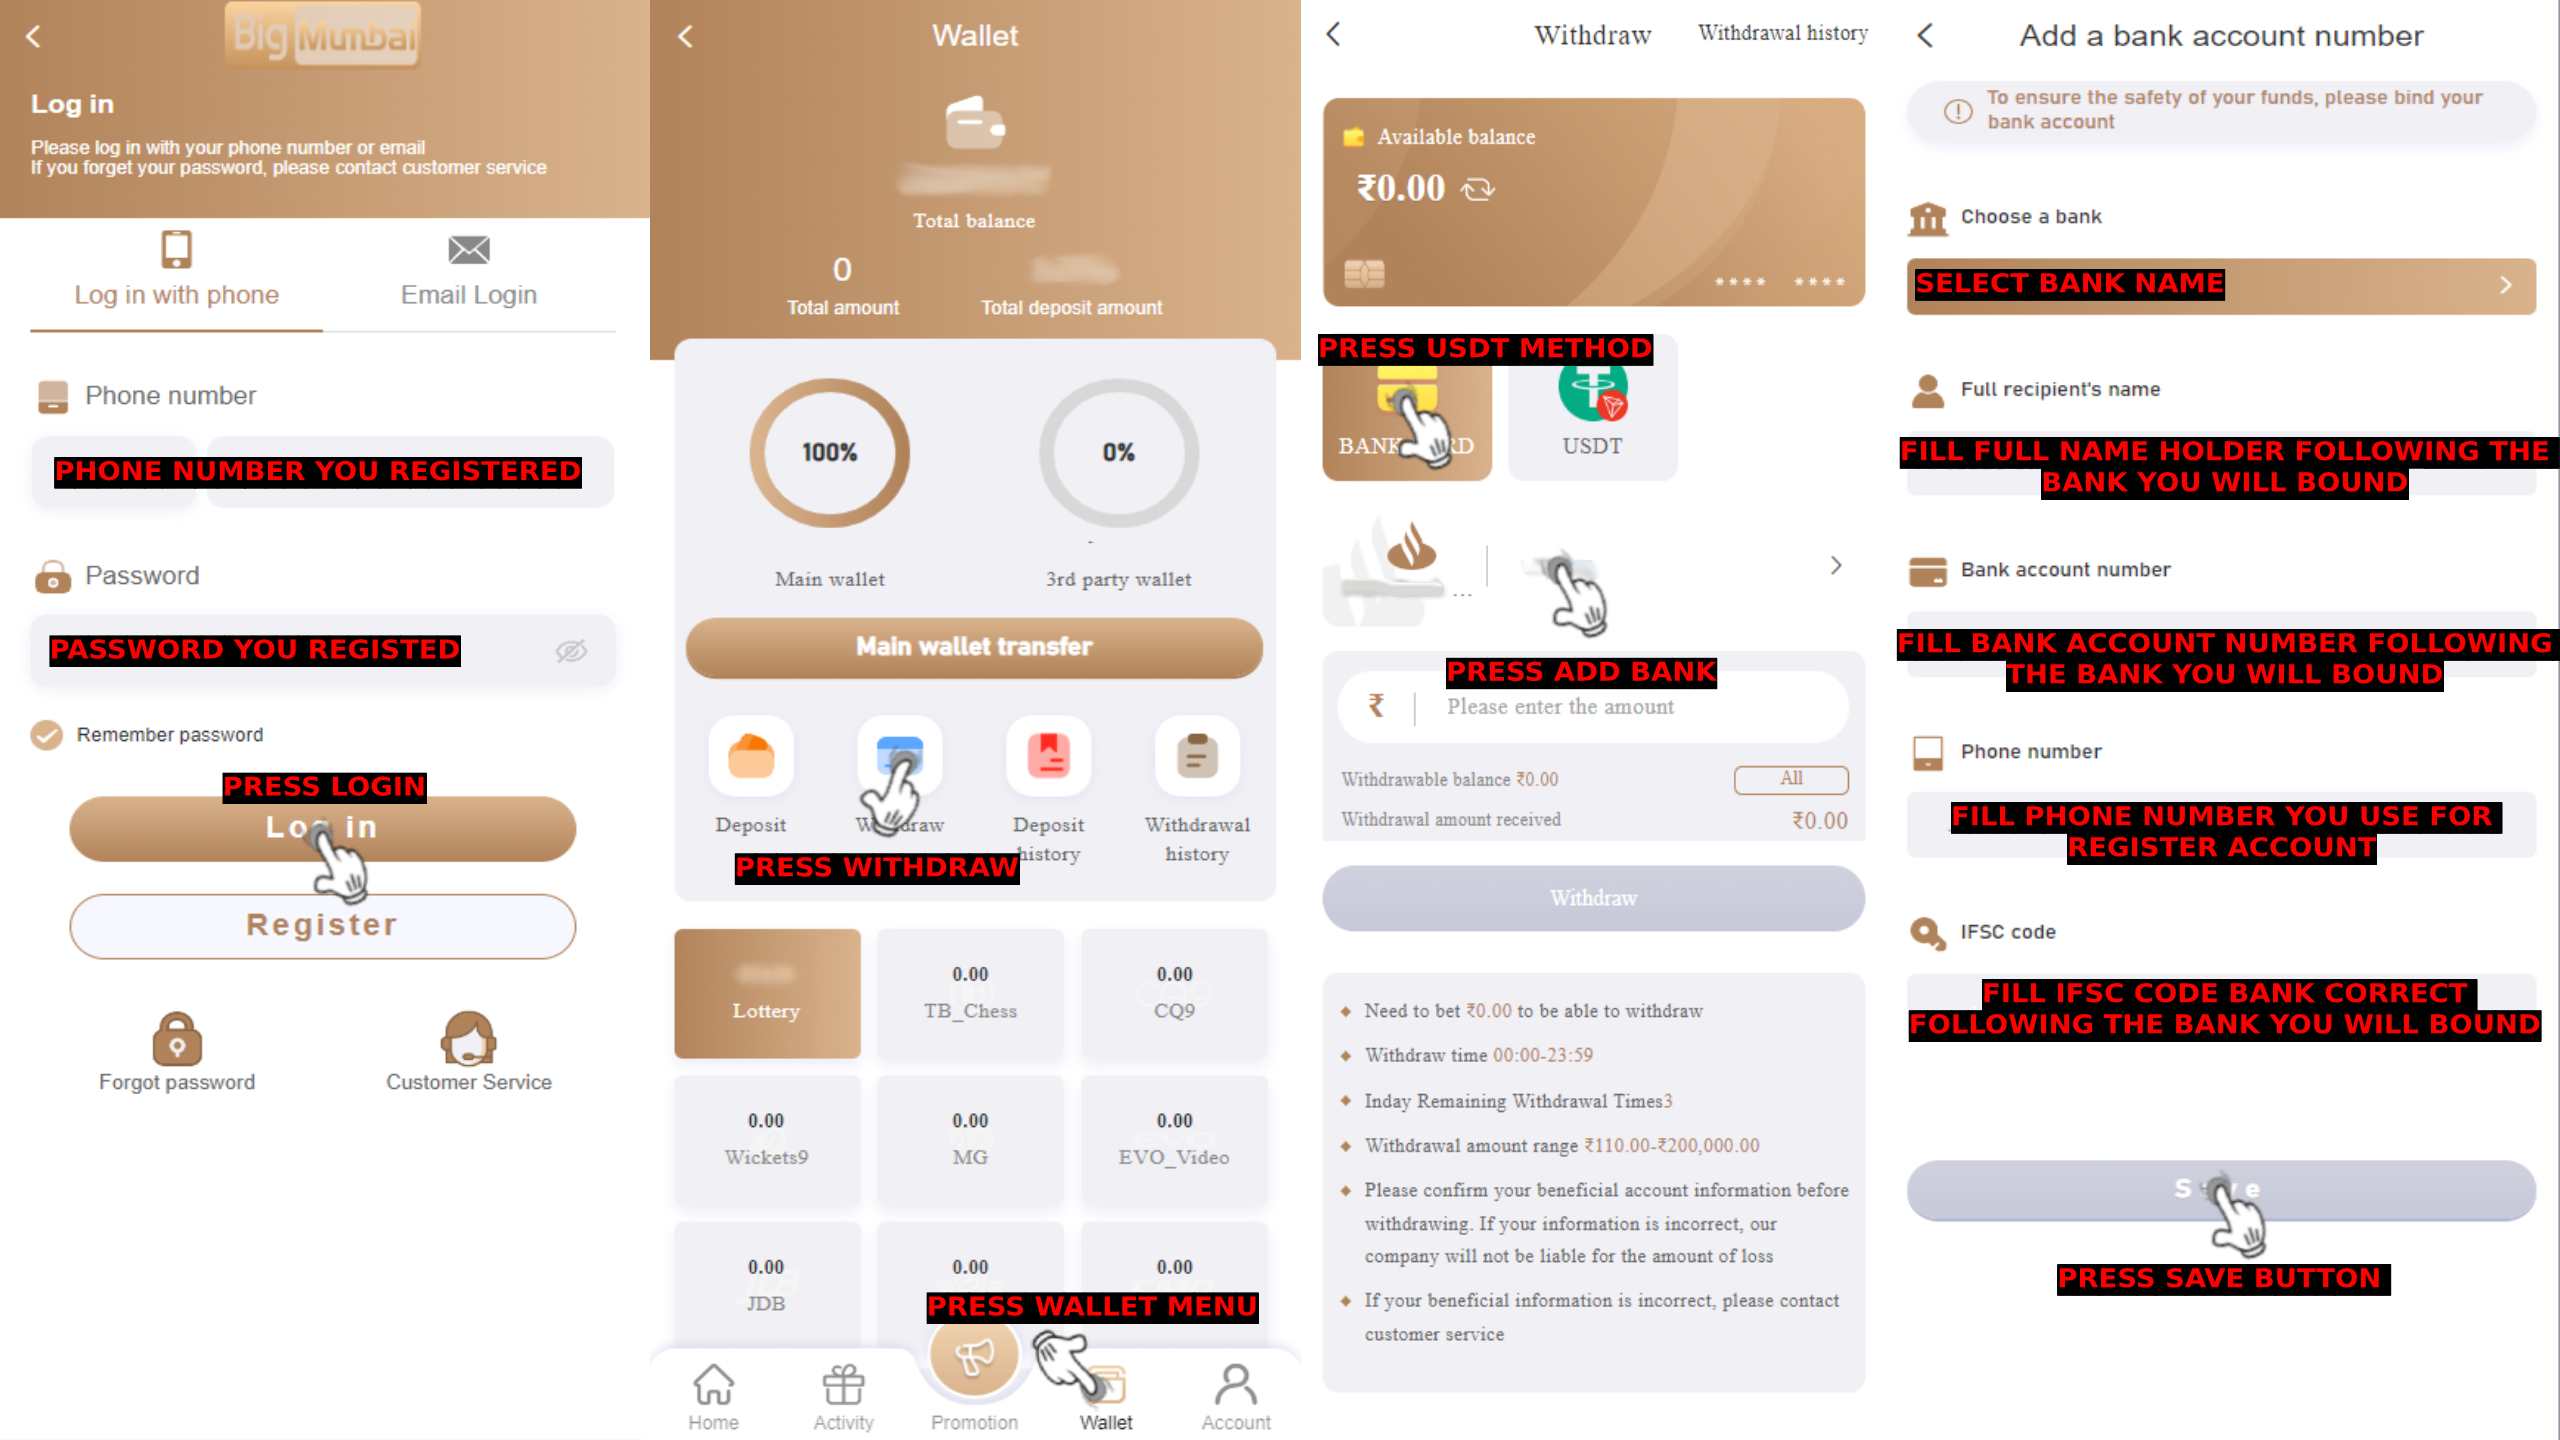 Big Mumbai
Log in
Please log in with your phone number or email
If you forget your password, please contact customer service
Log in with phone
Email Login
Phone number
PHONE NUMBER YOU REGISTERED
Password
PASSWORD YOU REGISTED
Remember password
PRESS LOGIN
Log in
Register
Forgot password
Customer Service
Wallet
Total balance
0
Total amount
Total deposit amount
100%
0%
Main wallet
3rd party wallet
Main wallet transfer
Deposit
Withdraw
Deposit history
Withdrawal history
PRESS WITHDRAW
Lottery
0.00
TB_Chess
0.00
CQ9
0.00
Wickets9
0.00
MG
0.00
EVO_Video
0.00
JDB
0.00
0.00
PRESS WALLET MENU
Home
Activity
Promotion
Wallet
Account
Withdraw
Withdrawal history
Available balance
₹0.00
**** ****
PRESS USDT METHOD
BANK CARD
USDT
...
PRESS ADD BANK
₹
Please enter the amount
Withdrawable balance ₹0.00
All
Withdrawal amount received
₹0.00
Withdraw
Need to bet ₹0.00 to be able to withdraw
Withdraw time 00:00-23:59
Inday Remaining Withdrawal Times3
Withdrawal amount range ₹110.00-₹200,000.00
Please confirm your beneficial account information before
withdrawing. If your information is incorrect, our
company will not be liable for the amount of loss
If your beneficial information is incorrect, please contact
customer service
Add a bank account number
To ensure the safety of your funds, please bind your
bank account
Choose a bank
SELECT BANK NAME
Full recipient's name
FILL FULL NAME HOLDER FOLLOWING THE
BANK YOU WILL BOUND
Bank account number
FILL BANK ACCOUNT NUMBER FOLLOWING
THE BANK YOU WILL BOUND
Phone number
FILL PHONE NUMBER YOU USE FOR
REGISTER ACCOUNT
IFSC code
FILL IFSC CODE BANK CORRECT
FOLLOWING THE BANK YOU WILL BOUND
Save
PRESS SAVE BUTTON